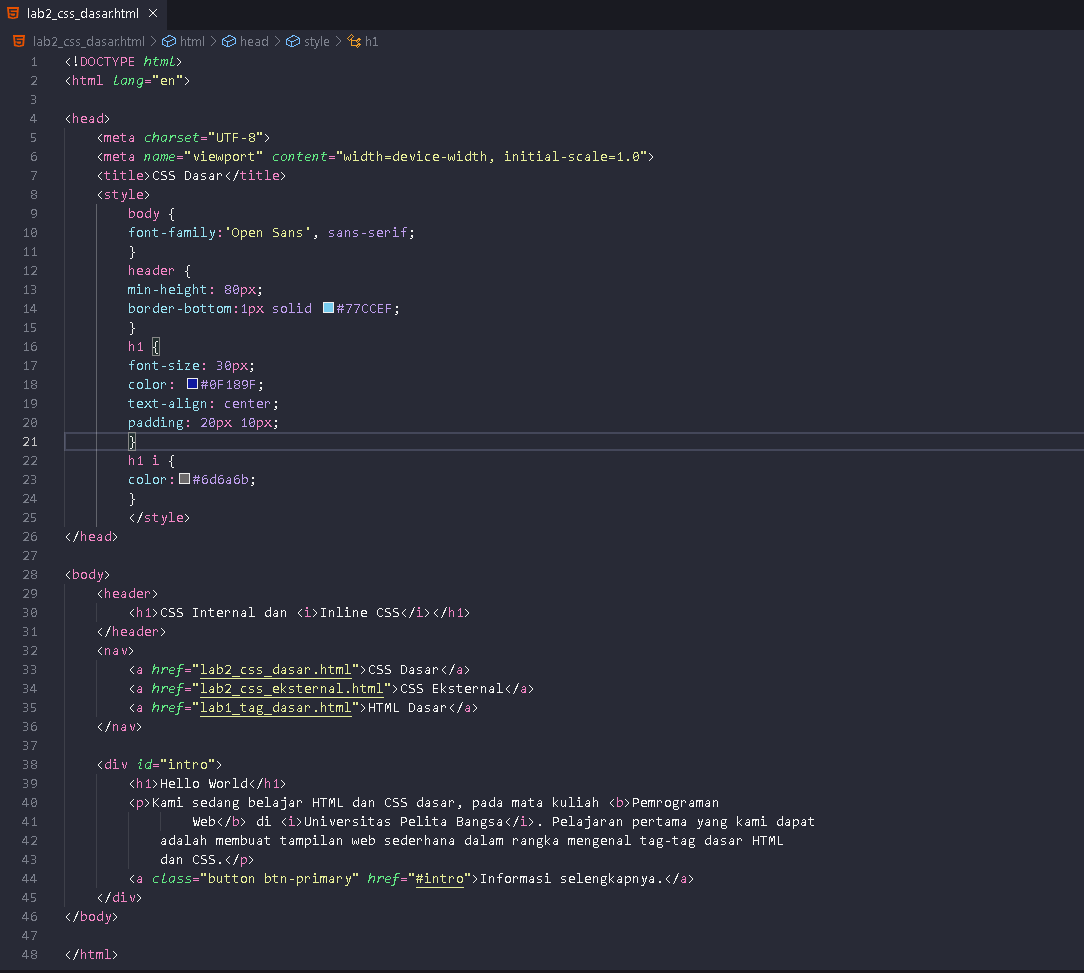 lab2_css_dasar.html
lab2_css_dasar.html > html > head > style > h1
1 <!DOCTYPE html>
2 <html lang="en">
3
4 <head>
5     <meta charset="UTF-8">
6     <meta name="viewport" content="width=device-width, initial-scale=1.0">
7     <title>CSS Dasar</title>
8     <style>
9         body {
10         font-family:'Open Sans', sans-serif;
11         }
12         header {
13         min-height: 80px;
14         border-bottom:1px solid #77CCEF;
15         }
16         h1 {
17         font-size: 30px;
18         color: #0F189F;
19         text-align: center;
20         padding: 20px 10px;
21         }
22         h1 i {
23         color:#6d6a6b;
24         }
25         </style>
26 </head>
27
28 <body>
29     <header>
30         <h1>CSS Internal dan <i>Inline CSS</i></h1>
31     </header>
32     <nav>
33         <a href="lab2_css_dasar.html">CSS Dasar</a>
34         <a href="lab2_css_eksternal.html">CSS Eksternal</a>
35         <a href="lab1_tag_dasar.html">HTML Dasar</a>
36     </nav>
37
38     <div id="intro">
39         <h1>Hello World</h1>
40         <p>Kami sedang belajar HTML dan CSS dasar, pada mata kuliah <b>Pemrograman
41                 Web</b> di <i>Universitas Pelita Bangsa</i>. Pelajaran pertama yang kami dapat
42             adalah membuat tampilan web sederhana dalam rangka mengenal tag-tag dasar HTML
43             dan CSS.</p>
44         <a class="button btn-primary" href="#intro">Informasi selengkapnya.</a>
45     </div>
46 </body>
47
48 </html>